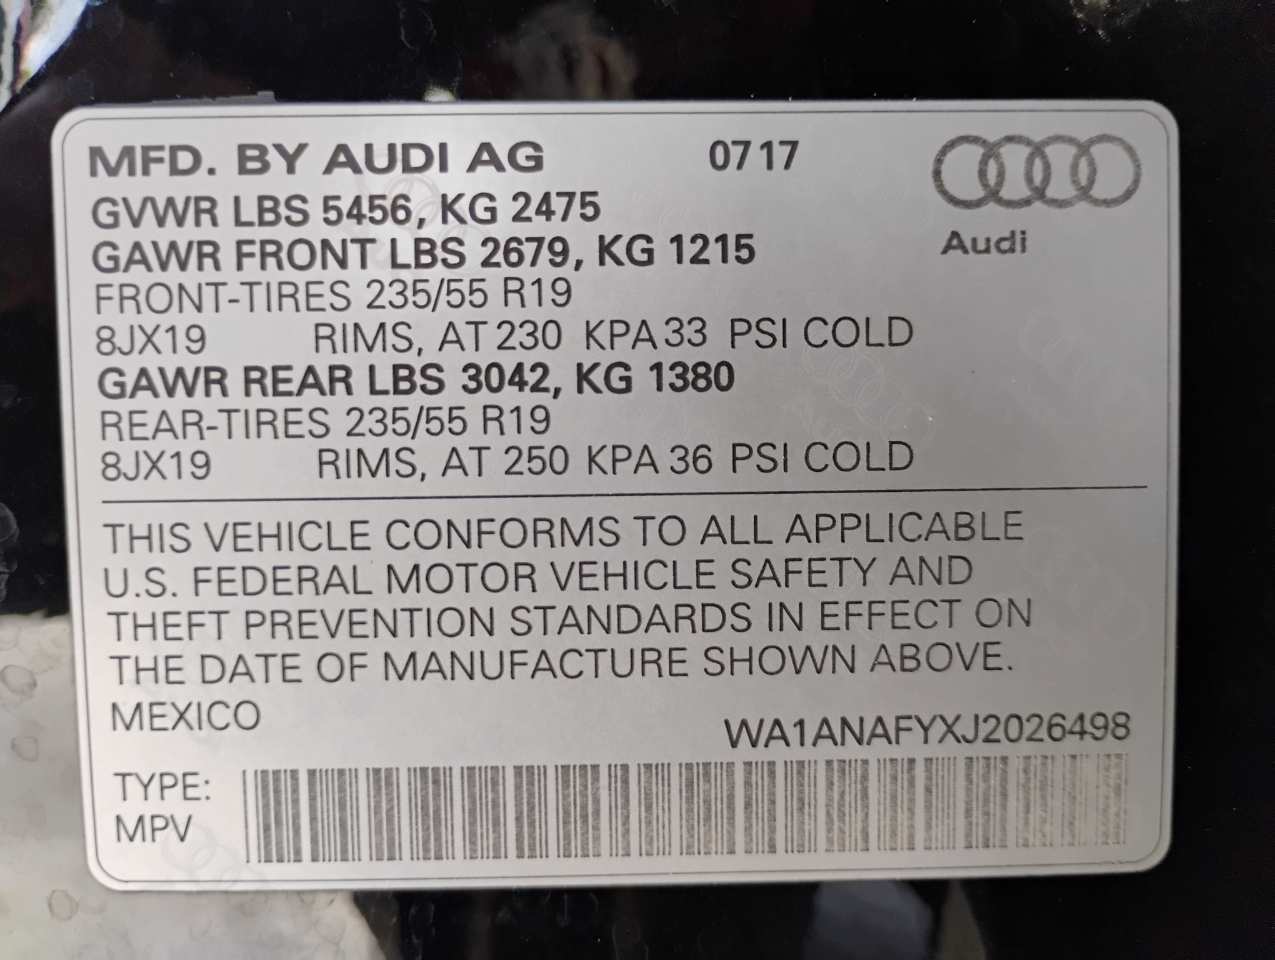 MFD. BY AUDI AG 0717
GVWR LBS 5456, KG 2475
GAWR FRONT LBS 2679, KG 1215
Audi
FRONT-TIRES 235/55 R19
8JX19 RIMS, AT 230 KPA 33 PSI COLD
GAWR REAR LBS 3042, KG 1380
REAR-TIRES 235/55 R19
8JX19 RIMS, AT 250 KPA 36 PSI COLD
THIS VEHICLE CONFORMS TO ALL APPLICABLE
U.S. FEDERAL MOTOR VEHICLE SAFETY AND
THEFT PREVENTION STANDARDS IN EFFECT ON
THE DATE OF MANUFACTURE SHOWN ABOVE.
MEXICO
WA1ANAFYXJ2026498
TYPE:
MPV